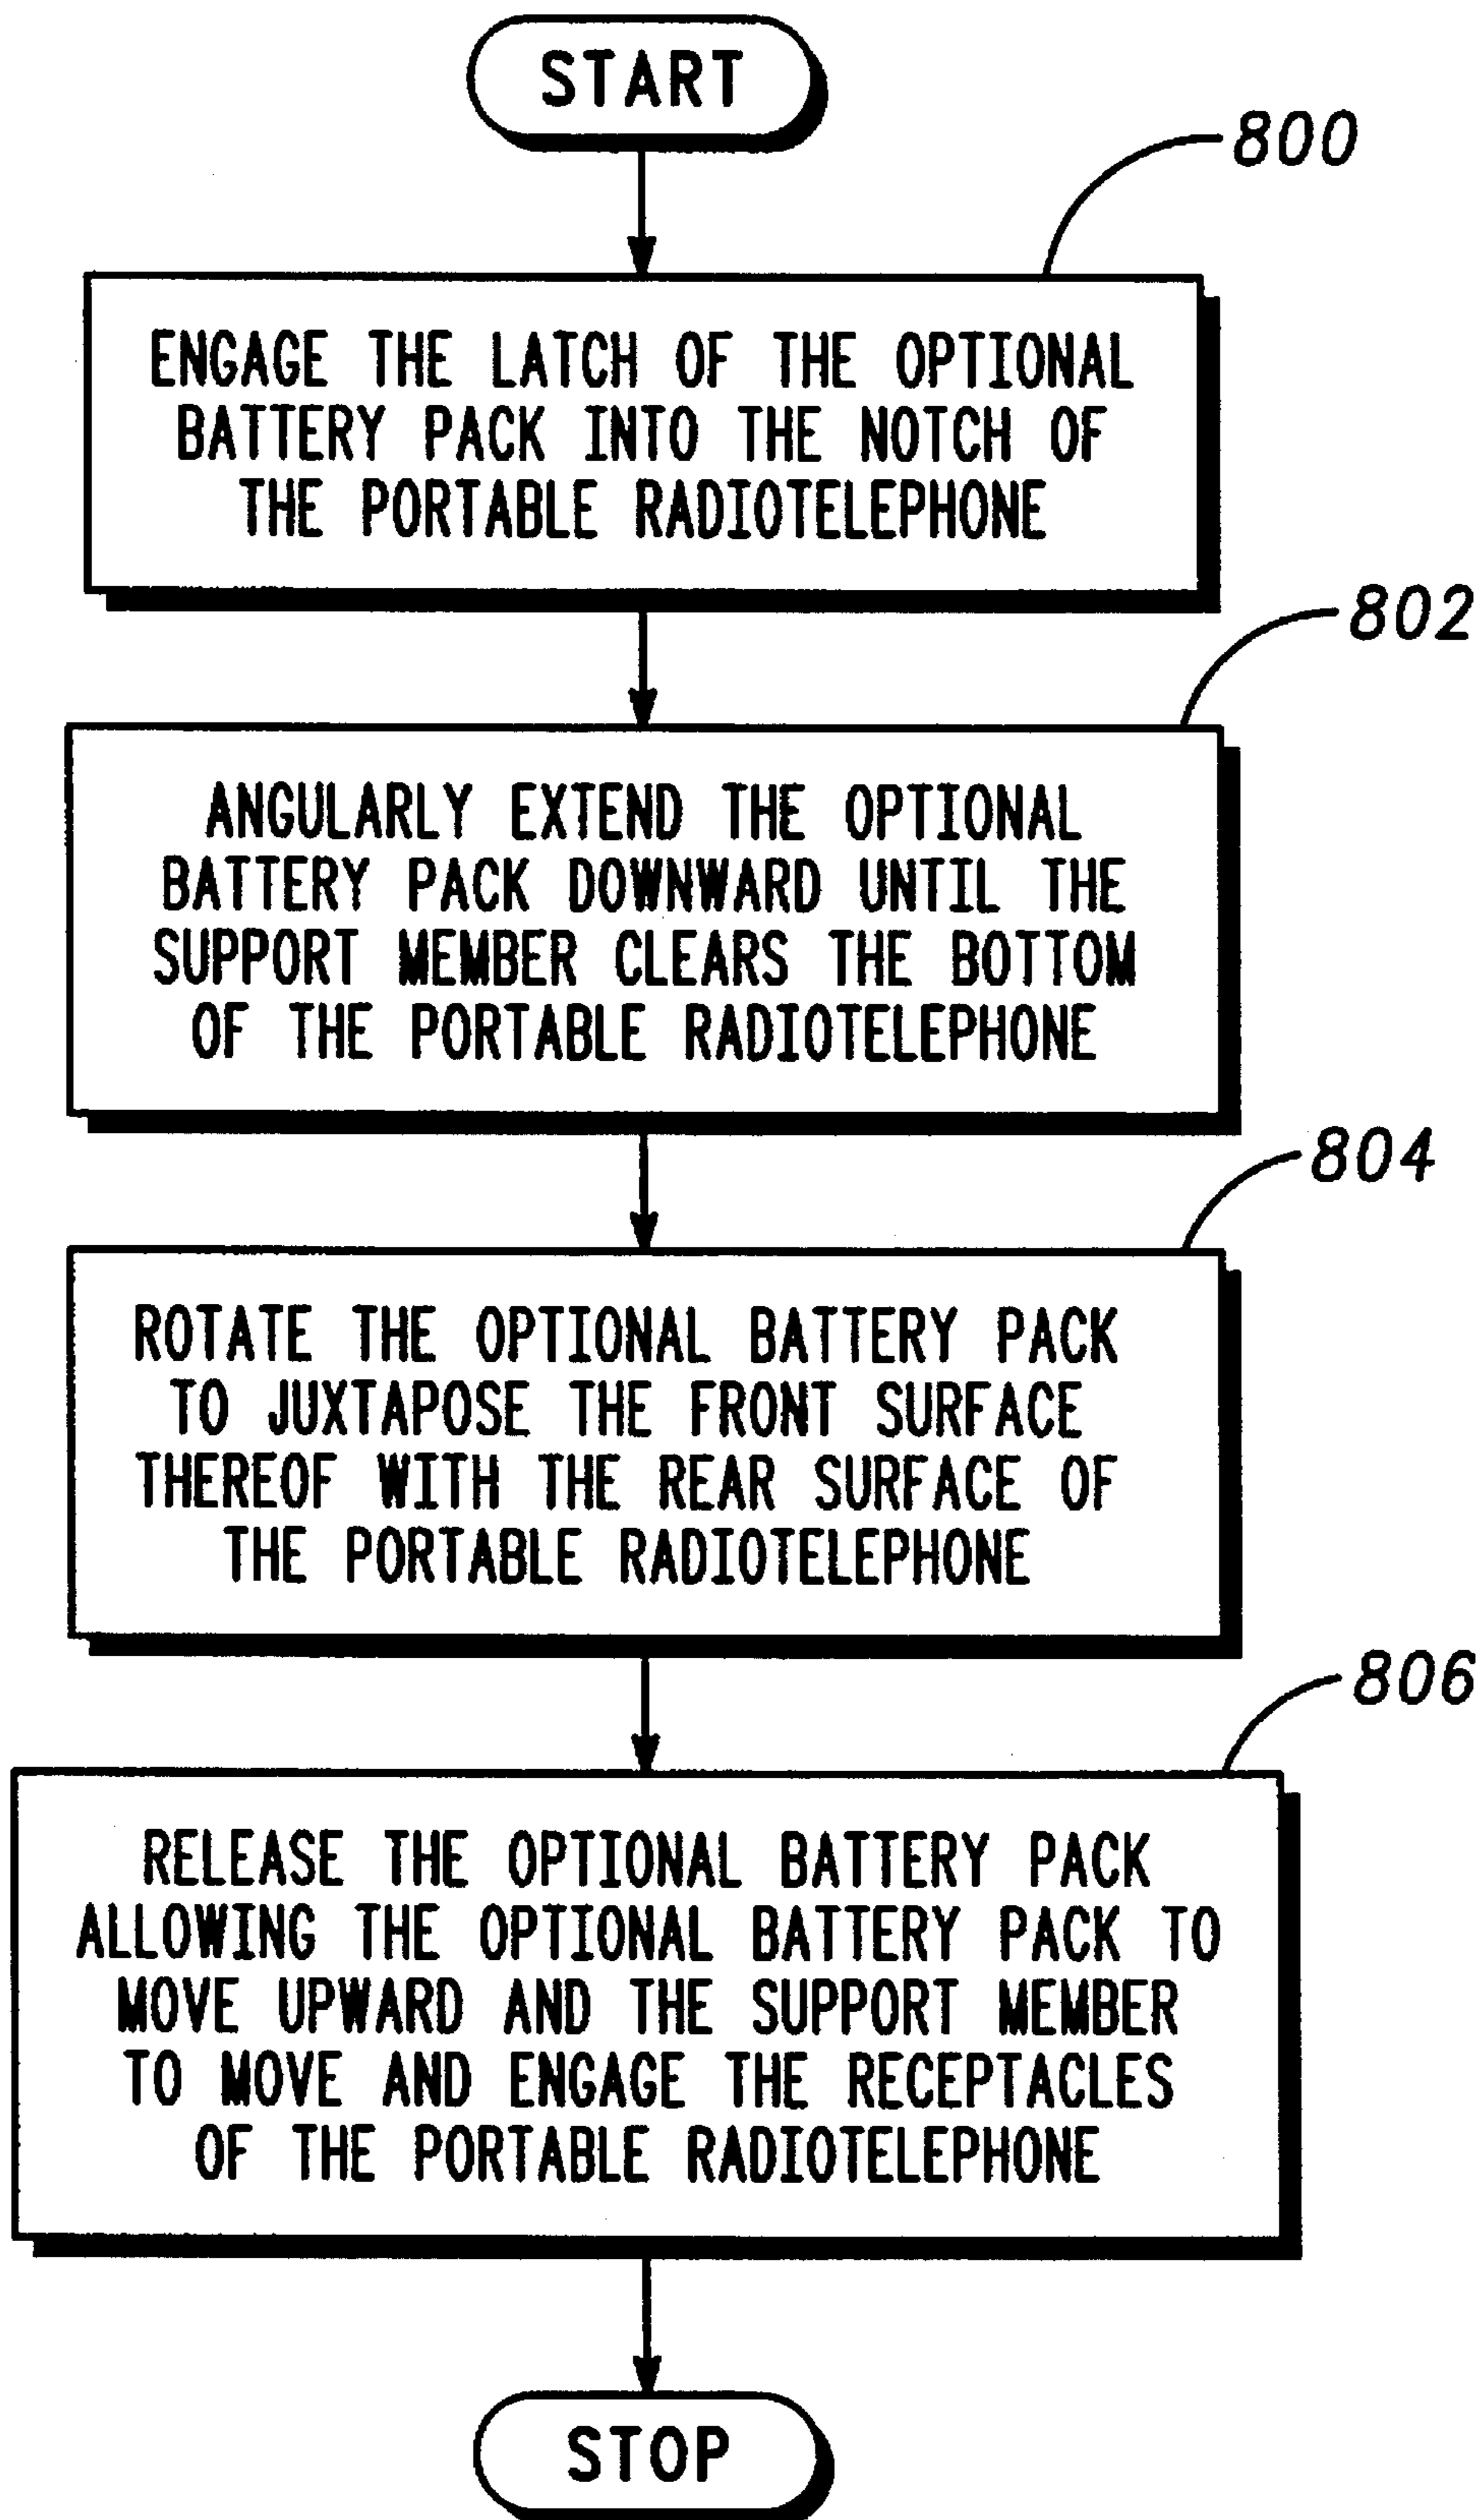 START
800
ENGAGE THE LATCH OF THE OPTIONAL
BATTERY PACK INTO THE NOTCH OF
THE PORTABLE RADIOTELEPHONE
802
ANGULARLY EXTEND THE OPTIONAL
BATTERY PACK DOWNWARD UNTIL THE
SUPPORT MEMBER CLEARS THE BOTTOM
OF THE PORTABLE RADIOTELEPHONE
804
ROTATE THE OPTIONAL BATTERY PACK
TO JUXTAPOSE THE FRONT SURFACE
THEREOF WITH THE REAR SURFACE OF
THE PORTABLE RADIOTELEPHONE
806
RELEASE THE OPTIONAL BATTERY PACK
ALLOWING THE OPTIONAL BATTERY PACK TO
MOVE UPWARD AND THE SUPPORT MEMBER
TO MOVE AND ENGAGE THE RECEPTACLES
OF THE PORTABLE RADIOTELEPHONE
STOP